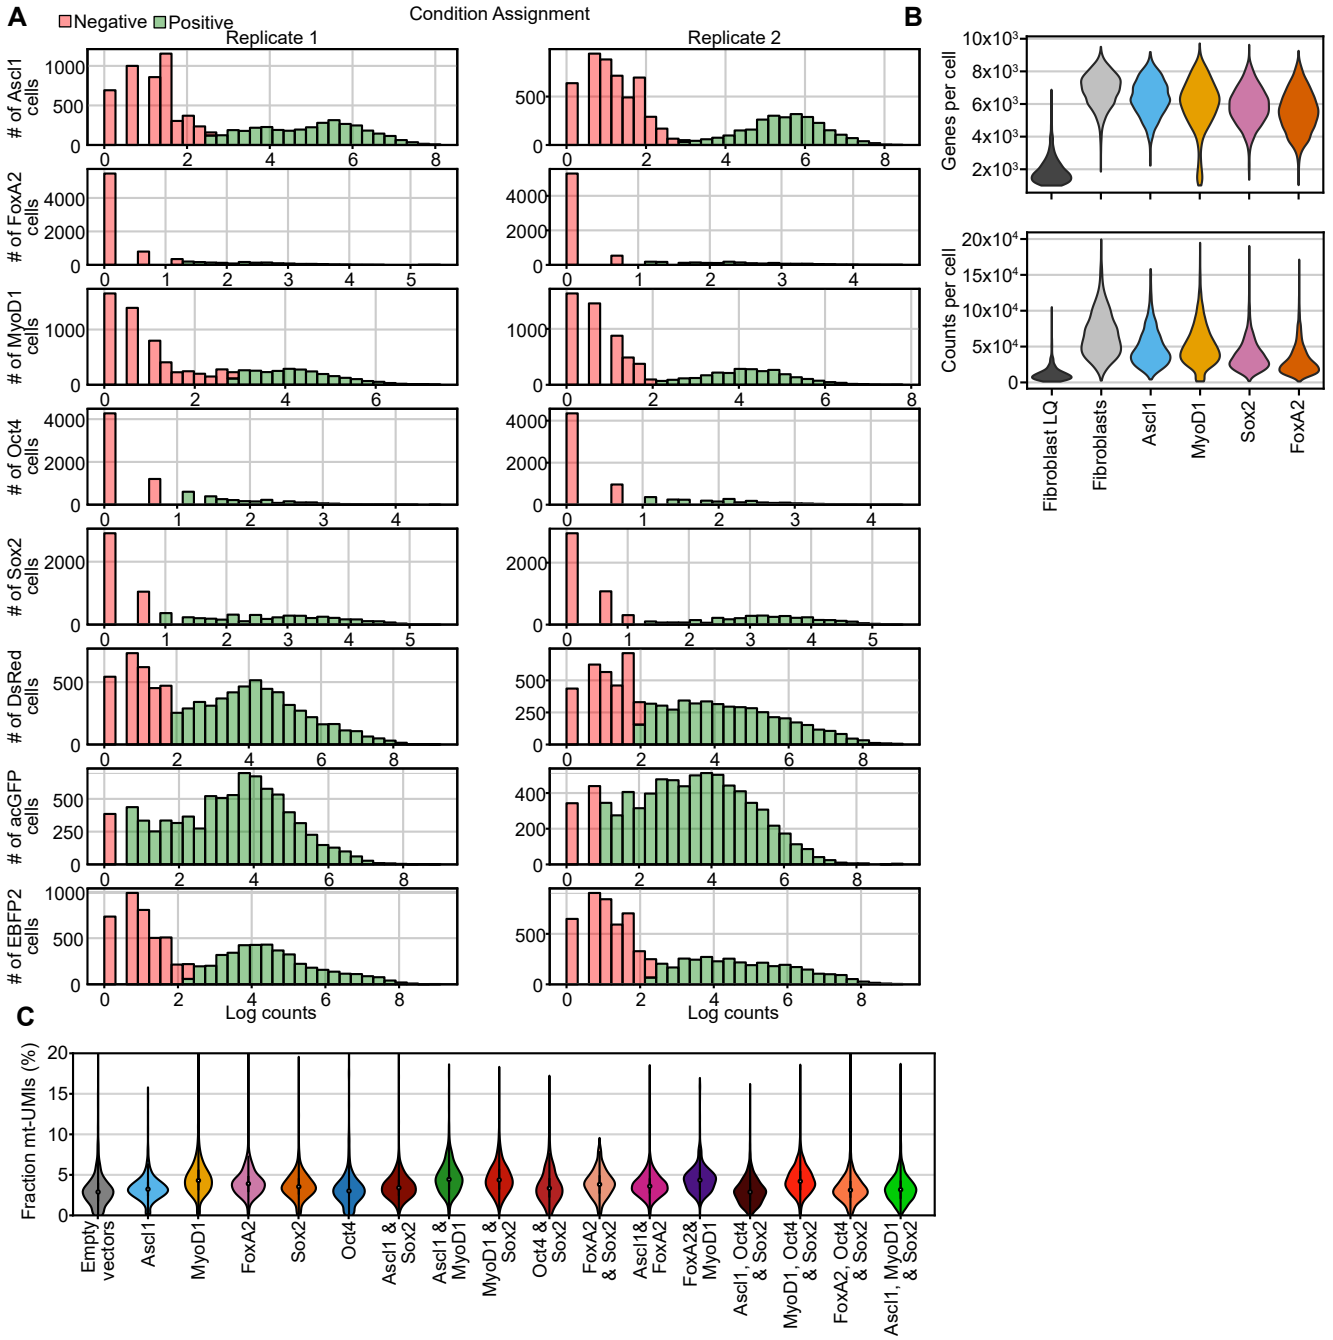 A
Negative
Positive
Condition Assignment
Replicate 1
Replicate 2
# of Ascl1
cells
1000
500
0
0 2 4 6 8
500
0
0 2 4 6 8
# of FoxA2
cells
4000
2000
0
0 1 2 3 4 5
4000
2000
0
0 1 2 3 4
# of MyoD1
cells
1000
0
0 2 4 6
1000
0
0 2 4 6 8
# of Oct4
cells
4000
2000
0
0 1 2 3 4
4000
2000
0
0 1 2 3 4
# of Sox2
cells
2000
0
0 1 2 3 4 5
2000
0
0 1 2 3 4 5
# of DsRed
cells
500
0
0 2 4 6 8
500
250
0
0 2 4 6 8
# of acGFP
cells
500
250
0
0 2 4 6 8
400
200
0
0 2 4 6 8
# of EBFP2
cells
1000
500
0
0 2 4 6 8
Log counts
500
0
0 2 4 6 8
Log counts
B
Genes per cell
10x10³
8x10³
6x10³
4x10³
2x10³
Counts per cell
20x10⁴
15x10⁴
10x10⁴
5x10⁴
0
Fibroblast LQ
Fibroblasts
Ascl1
MyoD1
Sox2
FoxA2
C
Fraction mt-UMIs (%)
20
15
10
5
0
Empty
vectors
Ascl1
MyoD1
FoxA2
Sox2
Oct4
Ascl1 &
Sox2
Ascl1 &
MyoD1
MyoD1 &
Sox2
Oct4 &
Sox2
FoxA2
& Sox2
Ascl1&
FoxA2
FoxA2&
MyoD1
Ascl1, Oct4
& Sox2
MyoD1, Oct4
& Sox2
FoxA2, Oct4
& Sox2
Ascl1, MyoD1
& Sox2